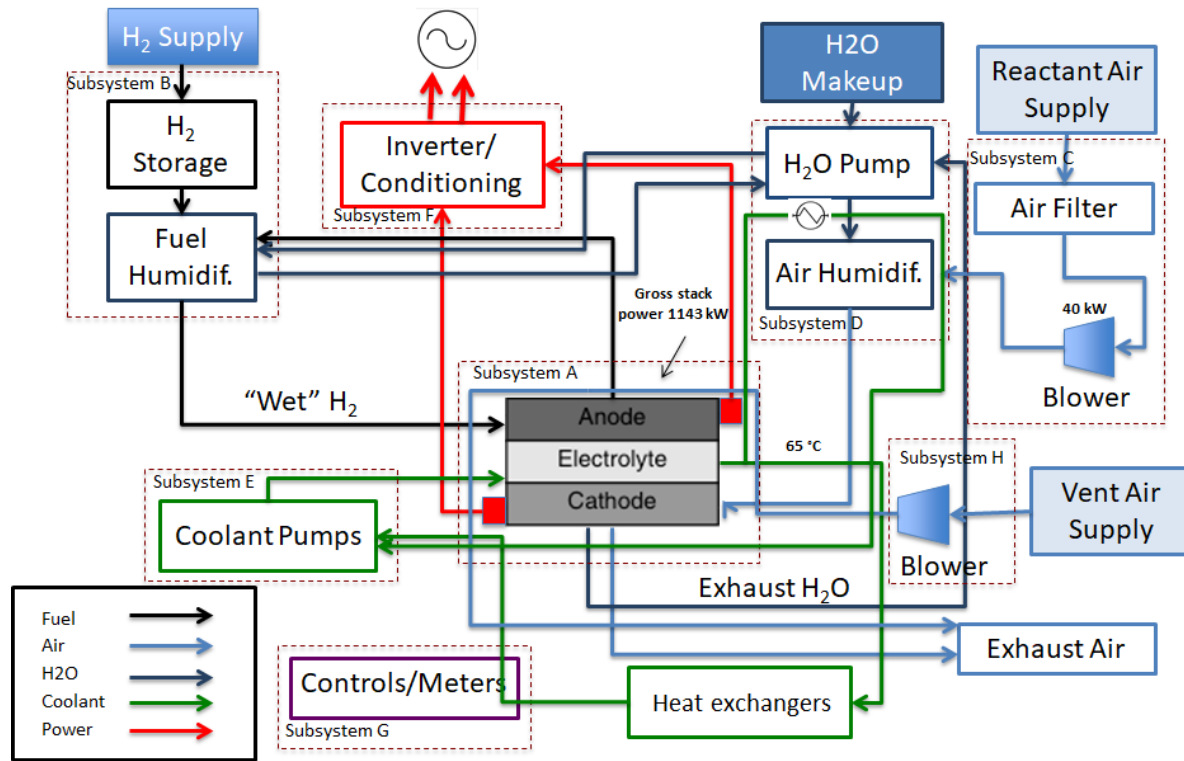 H₂ Supply
H2O
Makeup
Reactant Air
Supply
Subsystem B
H₂
Storage
Inverter/
Conditioning
Subsystem F
H₂O Pump
Subsystem C
Air Filter
Fuel
Humidif.
Air Humidif.
Subsystem D
40 kW
Blower
Gross stack
power 1143 kW
Subsystem A
"Wet" H₂
Anode
Electrolyte
Cathode
65 °C
Subsystem H
Vent Air
Supply
Blower
Subsystem E
Coolant Pumps
Exhaust H₂O
Exhaust Air
Fuel
Air
H2O
Coolant
Power
Controls/Meters
Subsystem G
Heat exchangers